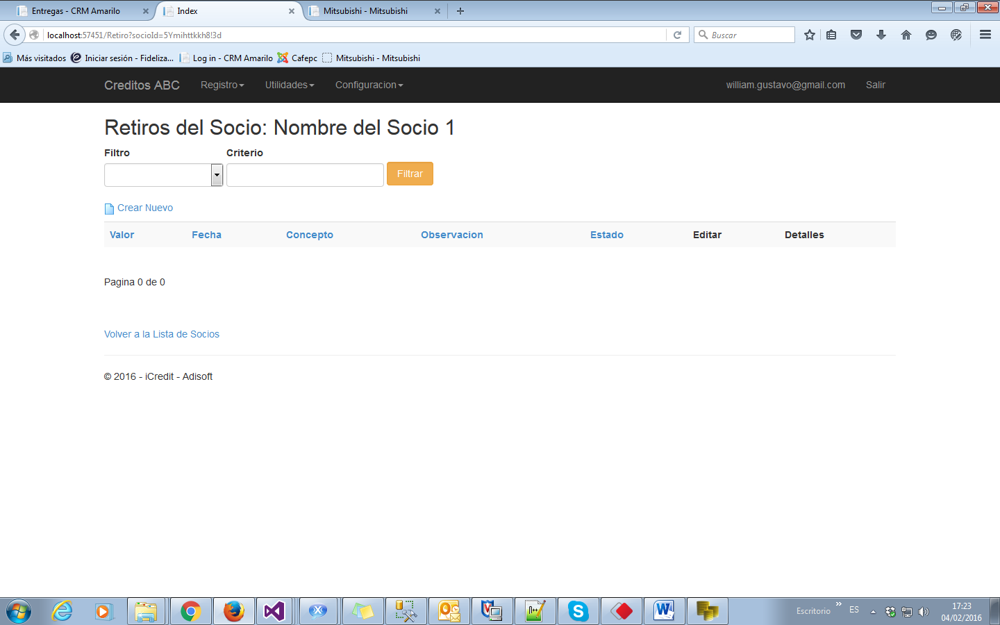 Entregas - CRM Amarilo
Index
Mitsubishi - Mitsubishi
localhost:57451/Retiro?socioId=5Ymihttkkh8!3d
Buscar
Más visitados
Iniciar sesión - Fideliza...
Log in - CRM Amarilo
Cafepc
Mitsubishi - Mitsubishi
Creditos ABC
Registro
Utilidades
Configuracion
william.gustavo@gmail.com
Salir
Retiros del Socio: Nombre del Socio 1
Filtro
Criterio
Filtrar
Crear Nuevo
Valor
Fecha
Concepto
Observacion
Estado
Editar
Detalles
Pagina 0 de 0
Volver a la Lista de Socios
© 2016 - iCredit - Adisoft
Escritorio
ES
17:23
04/02/2016